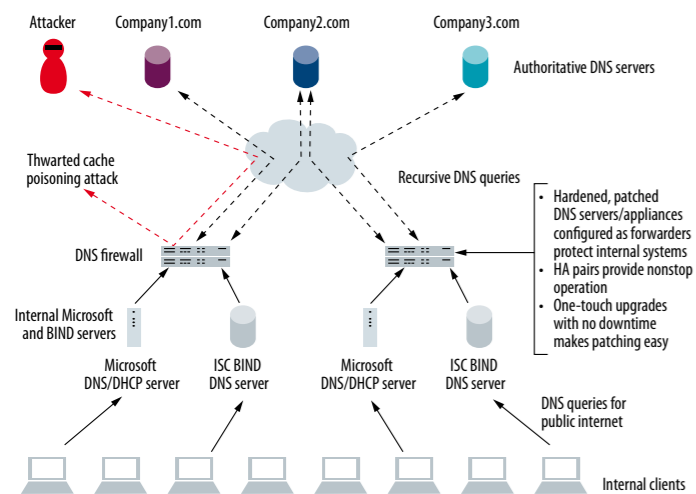 Attacker
Company1.com
Company2.com
Company3.com
Authoritative DNS servers
Thwarted cache
poisoning attack
Recursive DNS queries
• Hardened, patched
DNS servers/appliances
configured as forwarders
protect internal systems
• HA pairs provide nonstop
operation
• One-touch upgrades
with no downtime
makes patching easy
DNS firewall
Internal Microsoft
and BIND servers
Microsoft
DNS/DHCP server
ISC BIND
DNS server
Microsoft
DNS/DHCP server
ISC BIND
DNS server
DNS queries for
public internet
Internal clients